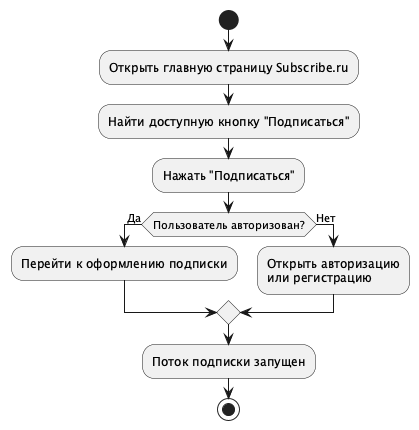 Открыть главную страницу Subscribe.ru
Найти доступную кнопку "Подписаться"
Нажать "Подписаться"
Да
Пользователь авторизован?
Нет
Перейти к оформлению подписки
Открыть авторизацию
или регистрацию
Поток подписки запущен